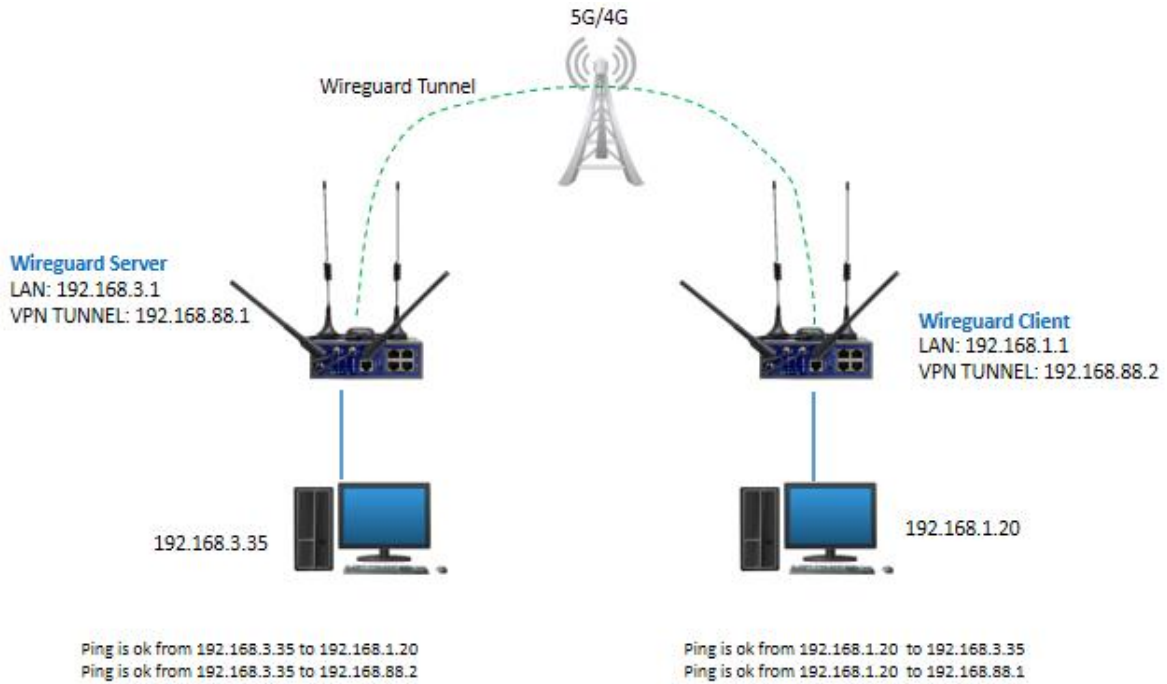 5G/4G
Wireguard Tunnel
Wireguard Server
LAN: 192.168.3.1
VPN TUNNEL: 192.168.88.1
Wireguard Client
LAN: 192.168.1.1
VPN TUNNEL: 192.168.88.2
192.168.3.35
192.168.1.20
Ping is ok from 192.168.3.35 to 192.168.1.20
Ping is ok from 192.168.3.35 to 192.168.88.2
Ping is ok from 192.168.1.20 to 192.168.3.35
Ping is ok from 192.168.1.20 to 192.168.88.1